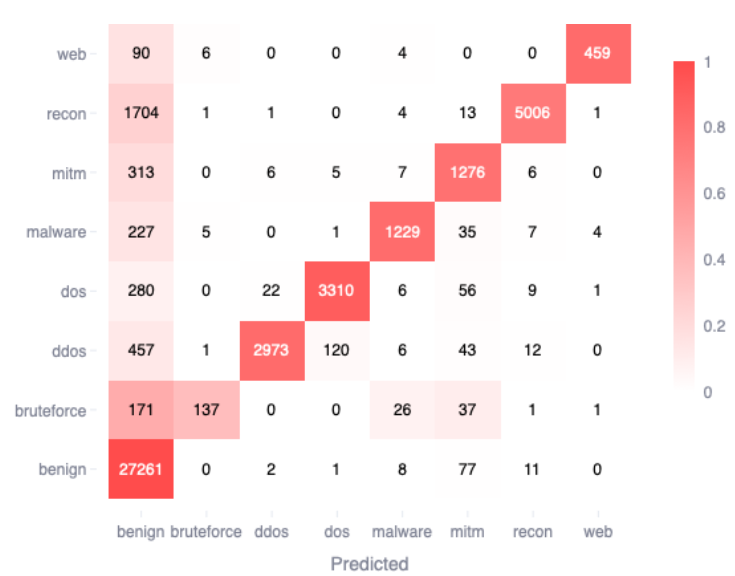 web 90 6 0 0 4 0 0 459
recon 1704 1 1 0 4 13 5006 1
mitm 313 0 6 5 7 1276 6 0
malware 227 5 0 1 1229 35 7 4
dos 280 0 22 3310 6 56 9 1
ddos 457 1 2973 120 6 43 12 0
bruteforce 171 137 0 0 26 37 1 1
benign 27261 0 2 1 8 77 11 0
benign bruteforce ddos dos malware mitm recon web
Predicted
1
0.8
0.6
0.4
0.2
0